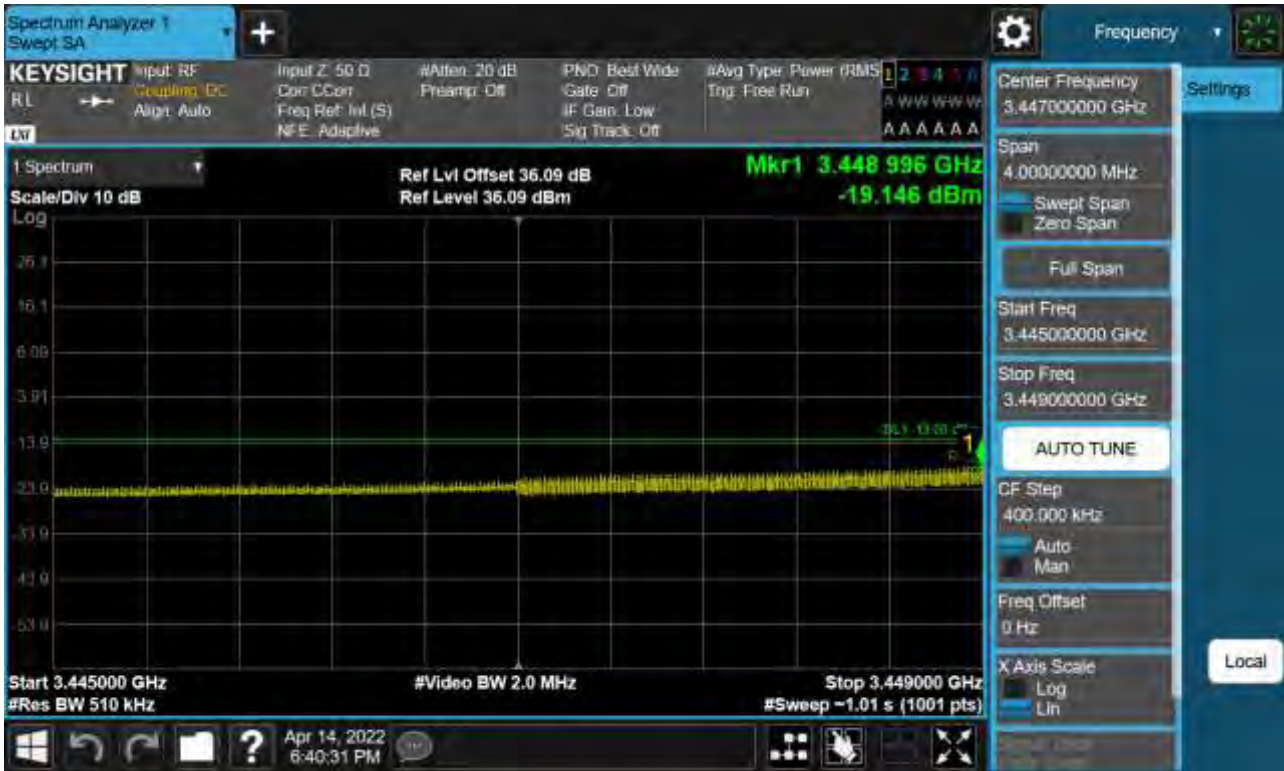 Spectrum Analyzer 1
Swept SA
Frequency
KEYSIGHT
RL
LXI
Input: RF
Coupling: DC
Align: Auto
Input Z: 50 Ω
Corr CCorr
Freq Ref: Int (S)
NFE: Adaptive
#Atten: 20 dB
Preamp: Off
PNO: Best Wide
Gate: Off
IF Gain: Low
Sig Track: Off
#Avg Type: Power (RMS
Trig: Free Run
1 2 3 4 5 6
A WW WW W
A A A A A A
1 Spectrum
Scale/Div 10 dB
Log
Ref Lvl Offset 36.09 dB
Ref Level 36.09 dBm
Mkr1 3.448 996 GHz
-19.146 dBm
26.1
16.1
6.09
-3.91
-13.9
-23.9
-33.9
-43.9
-53.9
1
Start 3.445000 GHz
#Res BW 510 kHz
#Video BW 2.0 MHz
Stop 3.449000 GHz
#Sweep ~1.01 s (1001 pts)
Center Frequency
3.447000000 GHz
Span
4.00000000 MHz
Swept Span
Zero Span
Full Span
Start Freq
3.445000000 GHz
Stop Freq
3.449000000 GHz
AUTO TUNE
CF Step
400.000 kHz
Auto
Man
Freq Offset
0 Hz
X Axis Scale
Log
Lin
Settings
Local
Apr 14, 2022
6:40:31 PM